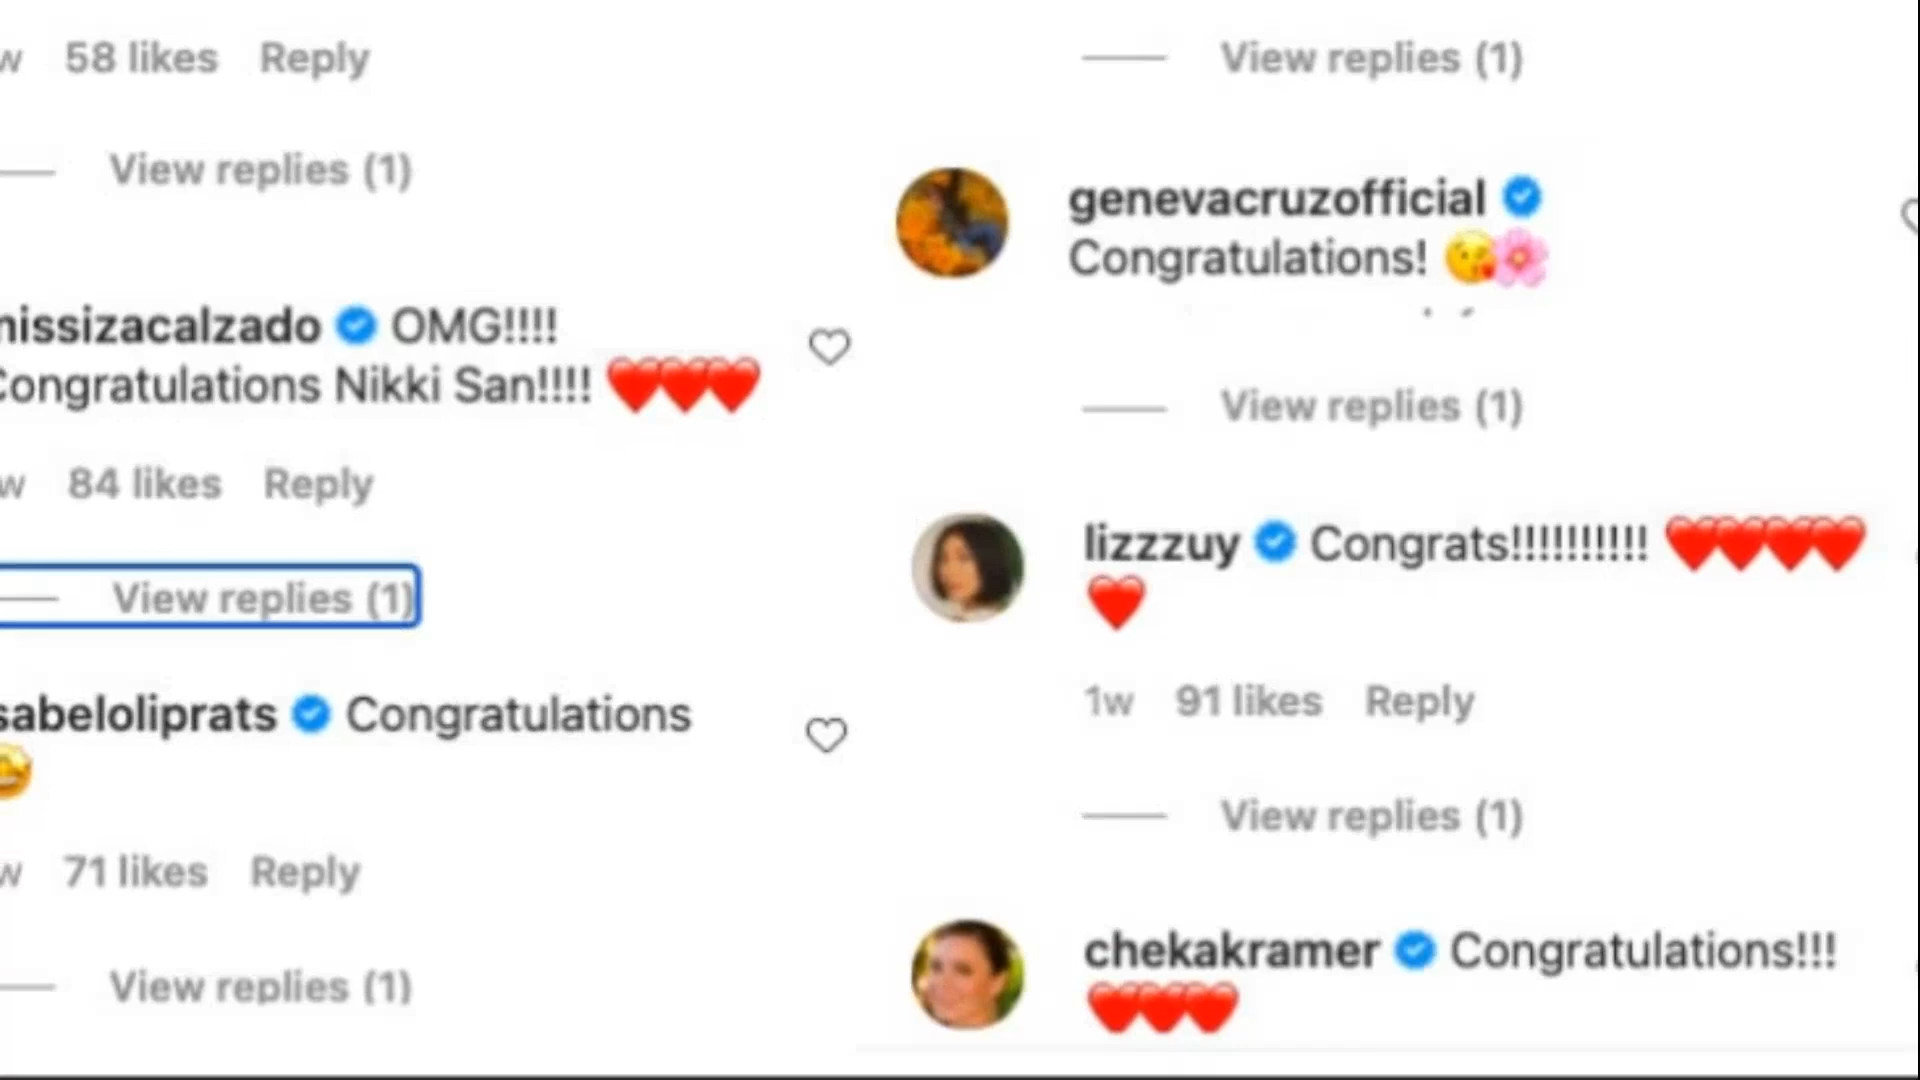 w 58 likes Reply
View replies (1)
missizacalzado OMG!!!!
Congratulations Nikki San!!!! ❤️❤️❤️
w 84 likes Reply
View replies (1)
sabeloliprats Congratulations
w 71 likes Reply
View replies (1)
View replies (1)
genevacruzofficial
Congratulations! 😘🌸
View replies (1)
lizzzuy Congrats!!!!!!!!!!! ❤️❤️❤️❤️
❤️
1w 91 likes Reply
View replies (1)
chekakramer Congratulations!!!
❤️❤️❤️